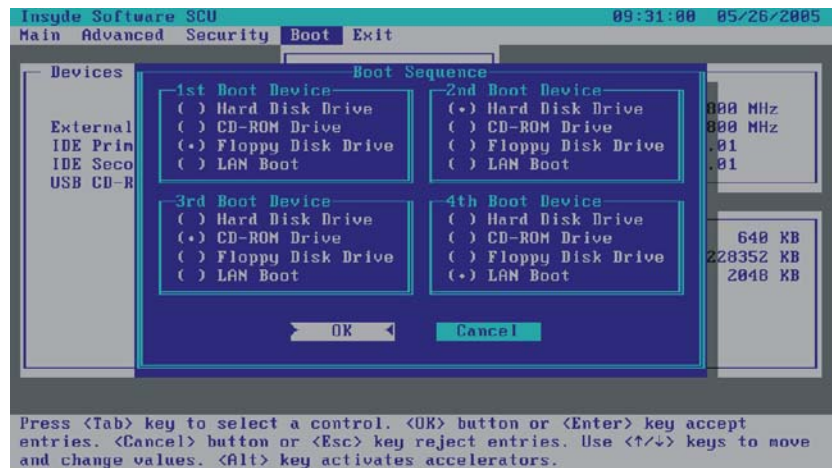 Insyde Software SCU 09:31:00 05/26/2005
Main Advanced Security Boot Exit
Devices
Boot Sequence
1st Boot Device
( ) Hard Disk Drive
( ) CD-ROM Drive
(•) Floppy Disk Drive
( ) LAN Boot
2nd Boot Device
(•) Hard Disk Drive
( ) CD-ROM Drive
( ) Floppy Disk Drive
( ) LAN Boot
3rd Boot Device
( ) Hard Disk Drive
(•) CD-ROM Drive
( ) Floppy Disk Drive
( ) LAN Boot
4th Boot Device
( ) Hard Disk Drive
( ) CD-ROM Drive
( ) Floppy Disk Drive
(•) LAN Boot
External
IDE Prim
IDE Seco
USB CD-R
800 MHz
800 MHz
.01
.01
640 KB
228352 KB
2048 KB
OK
Cancel
Press <Tab> key to select a control. <OK> button or <Enter> key accept
entries. <Cancel> button or <Esc> key reject entries. Use <↑/↓> keys to move
and change values. <Alt> key activates accelerators.